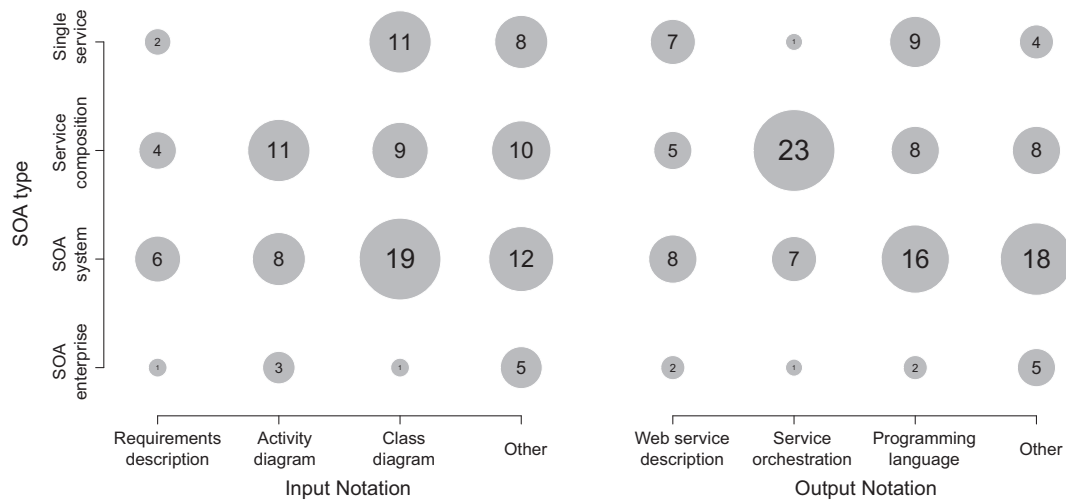 SOA type
Single
service
2
11
8
7
1
9
4
Service
composition
4
11
9
10
5
23
8
8
SOA
system
6
8
19
12
8
7
16
18
SOA
enterprise
1
3
1
5
2
1
2
5
Requirements
description
Activity
diagram
Class
diagram
Other
Input Notation
Web service
description
Service
orchestration
Programming
language
Other
Output Notation